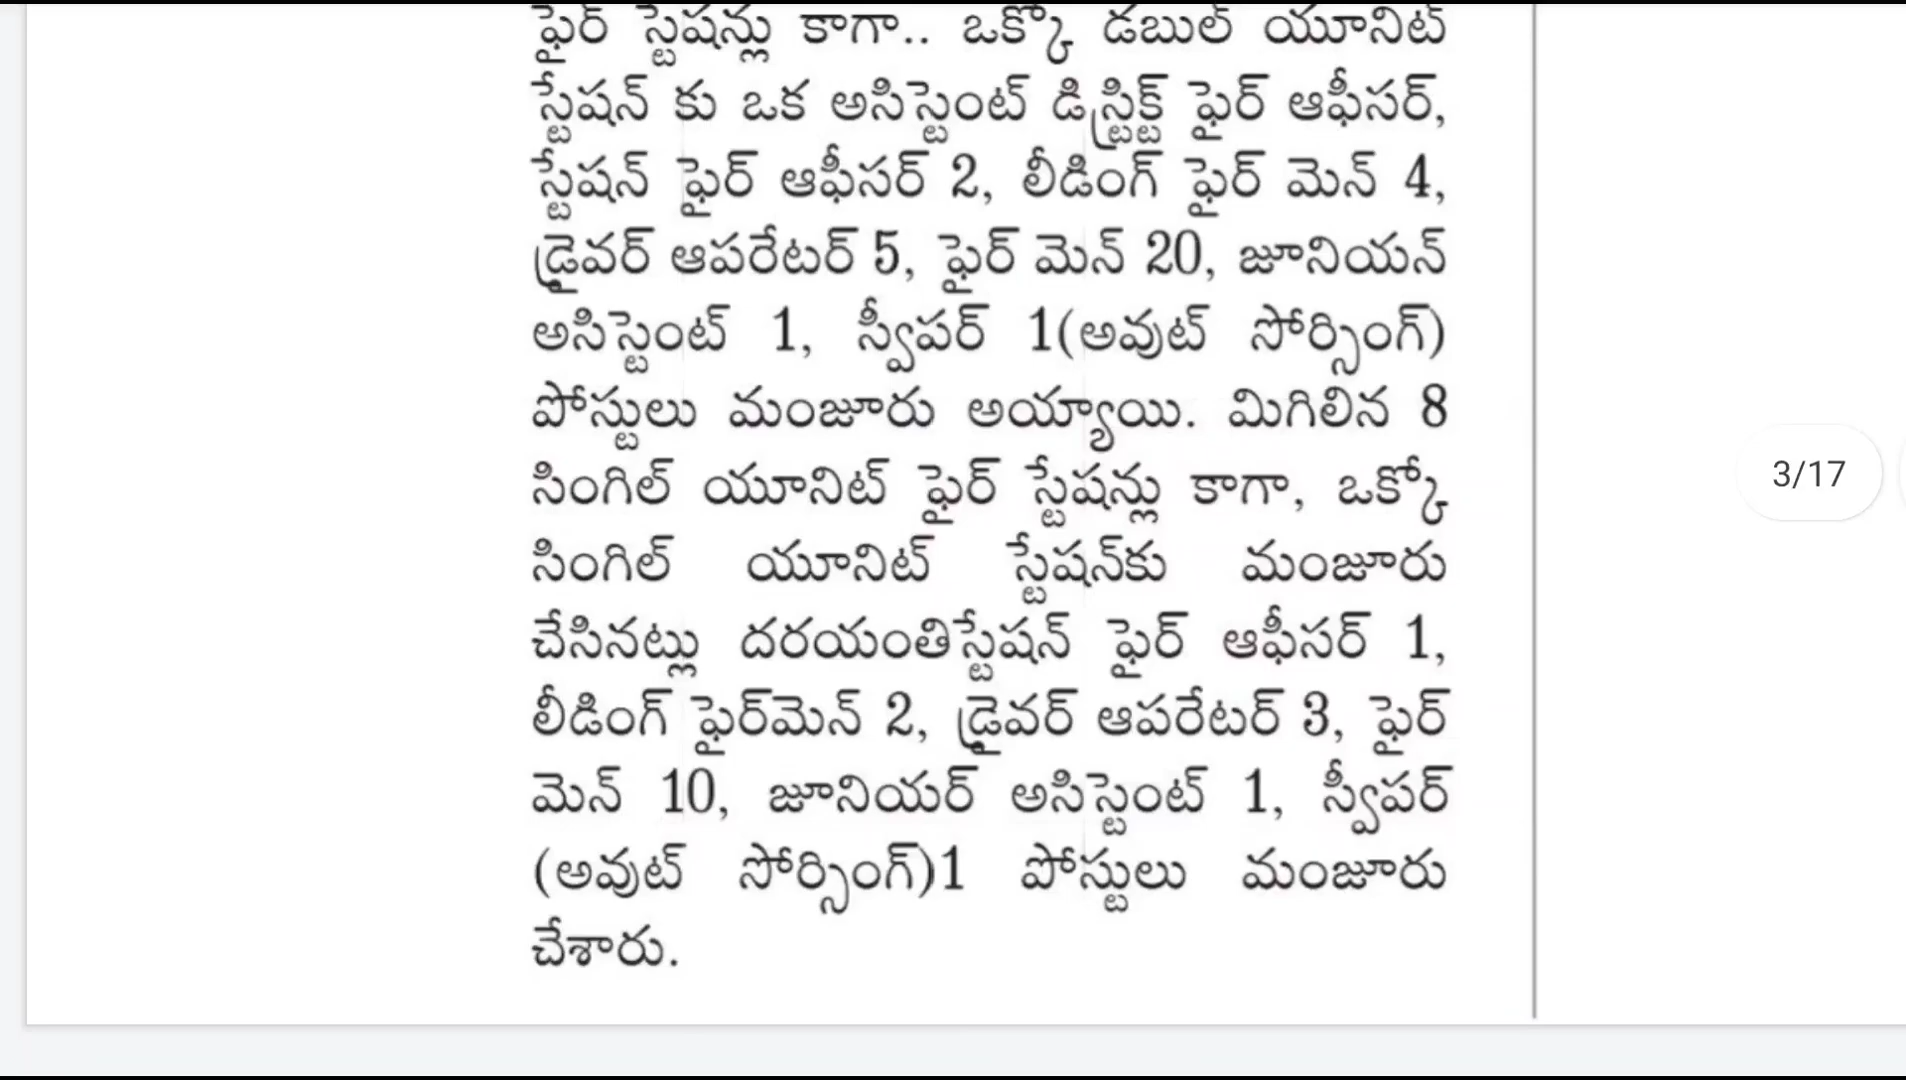 ఫైర్ స్టేషన్లు కాగా.. ఒక్కో డబుల్ యూనిట్
స్టేషన్ కు ఒక అసిస్టెంట్ డిస్ట్రిక్ట్ ఫైర్ ఆఫీసర్,
స్టేషన్ ఫైర్ ఆఫీసర్ 2, లీడింగ్ ఫైర్ మెన్ 4,
డ్రైవర్ ఆపరేటర్ 5, ఫైర్ మెన్ 20, జూనియన్
అసిస్టెంట్ 1, స్వీపర్ 1(అవుట్ సోర్సింగ్)
పోస్టులు మంజూరు అయ్యాయి. మిగిలిన 8
సింగిల్ యూనిట్ ఫైర్ స్టేషన్లు కాగా, ఒక్కో
సింగిల్ యూనిట్ స్టేషన్‌కు మంజూరు
చేసినట్లు దరయంతిస్టేషన్ ఫైర్ ఆఫీసర్ 1,
లీడింగ్ ఫైర్‌మెన్ 2, డ్రైవర్ ఆపరేటర్ 3, ఫైర్
మెన్ 10, జూనియర్ అసిస్టెంట్ 1, స్వీపర్
(అవుట్ సోర్సింగ్)1 పోస్టులు మంజూరు
చేశారు.
3/17